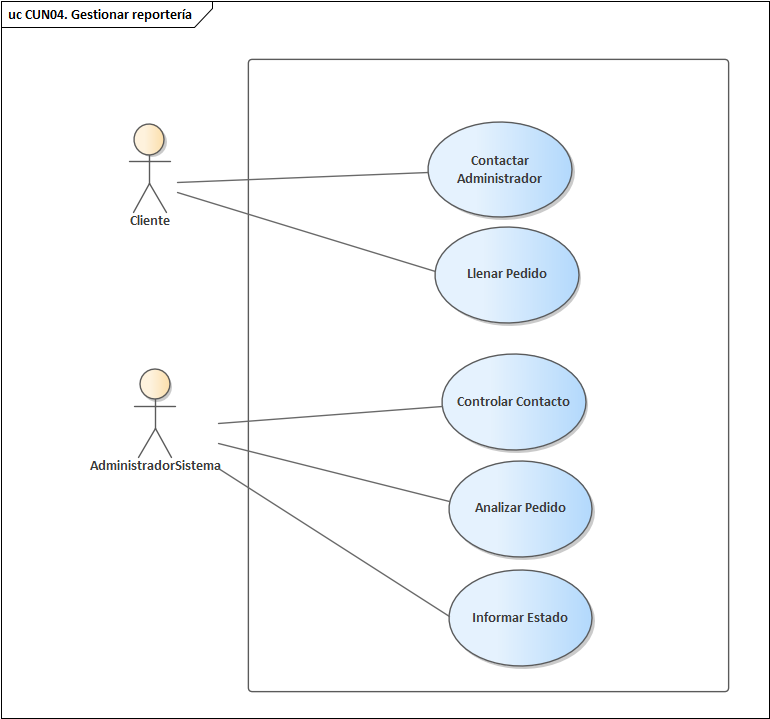 uc CUN04. Gestionar reportería
Contactar
Administrador
Cliente
Llenar Pedido
Controlar Contacto
AdministradorSistema
Analizar Pedido
Informar Estado